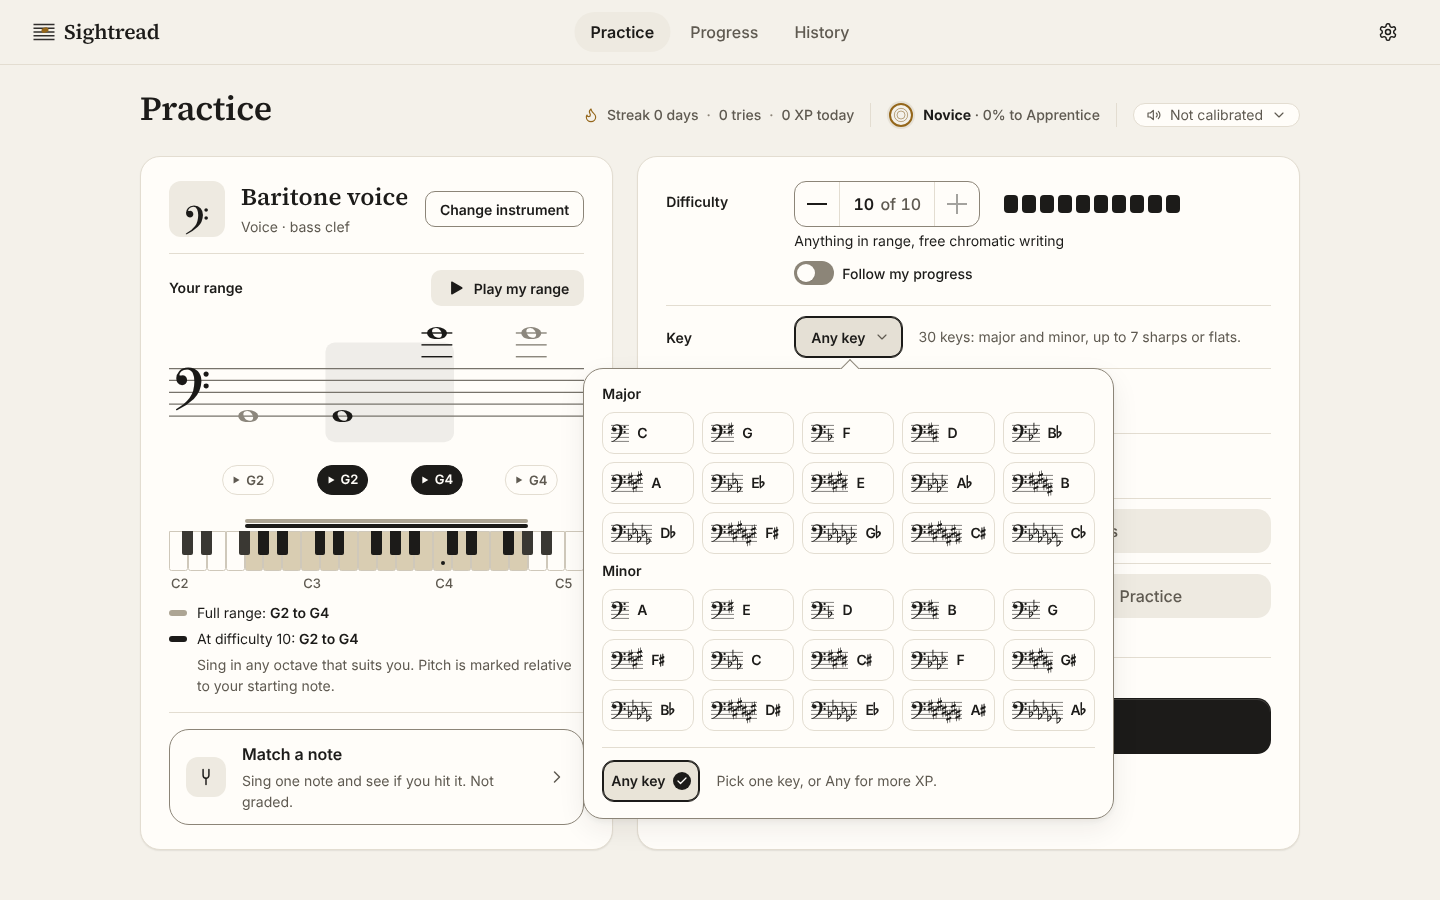 Sightread
Practice
Progress
History
Practice
Streak 0 days · 0 tries · 0 XP today
Novice · 0% to Apprentice
Not calibrated
Baritone voice
Voice · bass clef
Change instrument
Your range
Play my range
G2
G2
G4
G4
C2
C3
C4
C5
Full range: G2 to G4
At difficulty 10: G2 to G4
Sing in any octave that suits you. Pitch is marked relative
to your starting note.
Match a note
Sing one note and see if you hit it. Not
graded.
Difficulty
10 of 10
Anything in range, free chromatic writing
Follow my progress
Key
Any key
30 keys: major and minor, up to 7 sharps or flats.
Major
C
G
F
D
B♭
A
E♭
E
A♭
B
D♭
F♯
G♭
C♯
C♭
Minor
A
E
D
B
G
F♯
C
C♯
F
G♯
B♭
D♯
E♭
A♯
A♭
Any key
Pick one key, or Any for more XP.
Practice